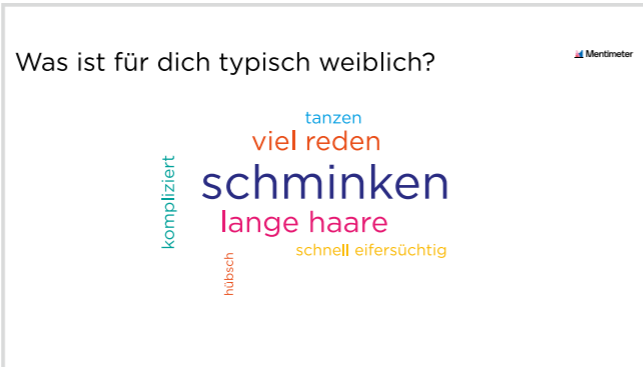 Was ist für dich typisch weiblich?
Mentimeter
tanzen
viel reden
kompliziert
schminken
lange haare
schnell eifersüchtig
hübsch